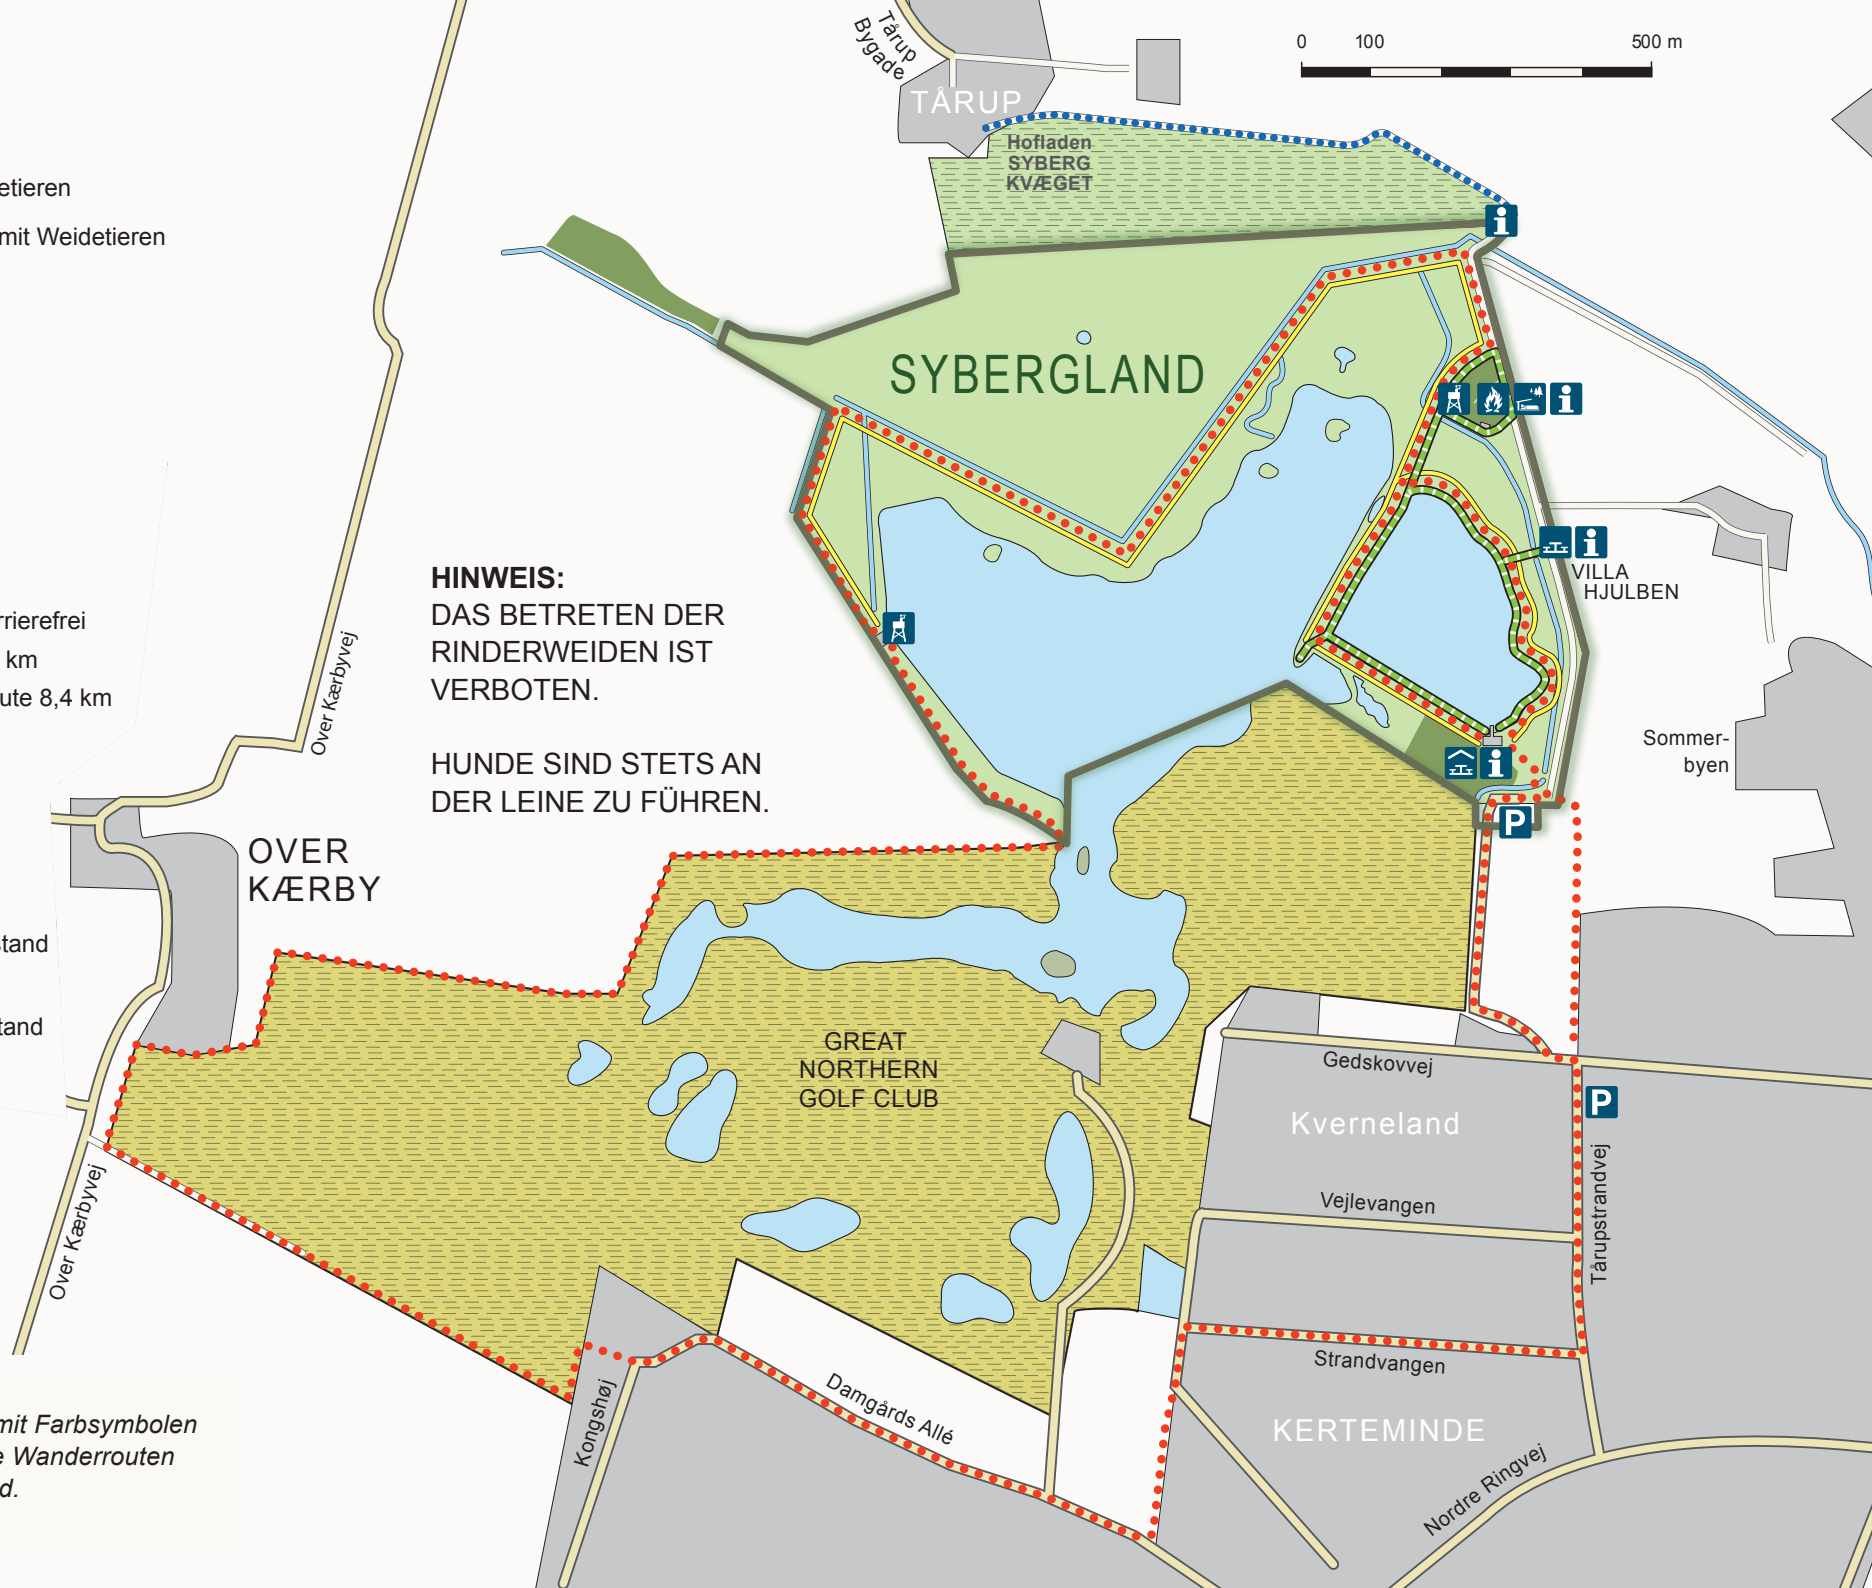 Tårup
Bygade
0 100 500 m
TÅRUP
Hofladen
SYBERG
KVÆGET
etieren
mit Weidetieren
SYBERGLAND
HINWEIS:
DAS BETRETEN DER
RINDERWEIDEN IST
VERBOTEN.
HUNDE SIND STETS AN
DER LEINE ZU FÜHREN.
VILLA
HJULBEN
rrierefrei
km
ute 8,4 km
Over Kærbyvej
Sommer-
byen
P
OVER
KÆRBY
stand
tand
GREAT
NORTHERN
GOLF CLUB
Gedskovvej
P
Kverneland
Tårupstrandvej
Vejlevangen
Over Kærbyvej
Strandvangen
Kongshøj
Damgårds Allé
KERTEMINDE
Nordre Ringvej
mit Farbsymbolen
e Wanderrouten
d.